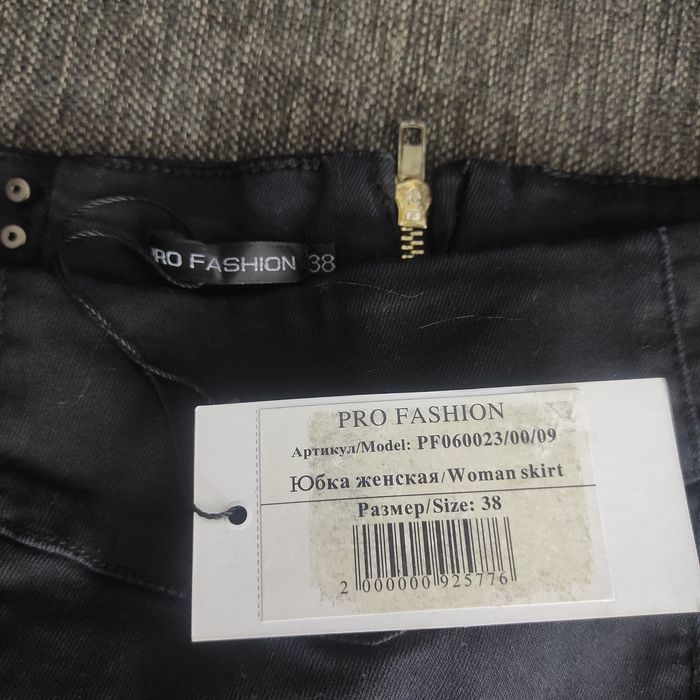 PRO FASHION 38
PRO FASHION
Артикул/Model: PF060023/00/09
Юбка женская/Woman skirt
Размер/Size: 38
2 000000 925776